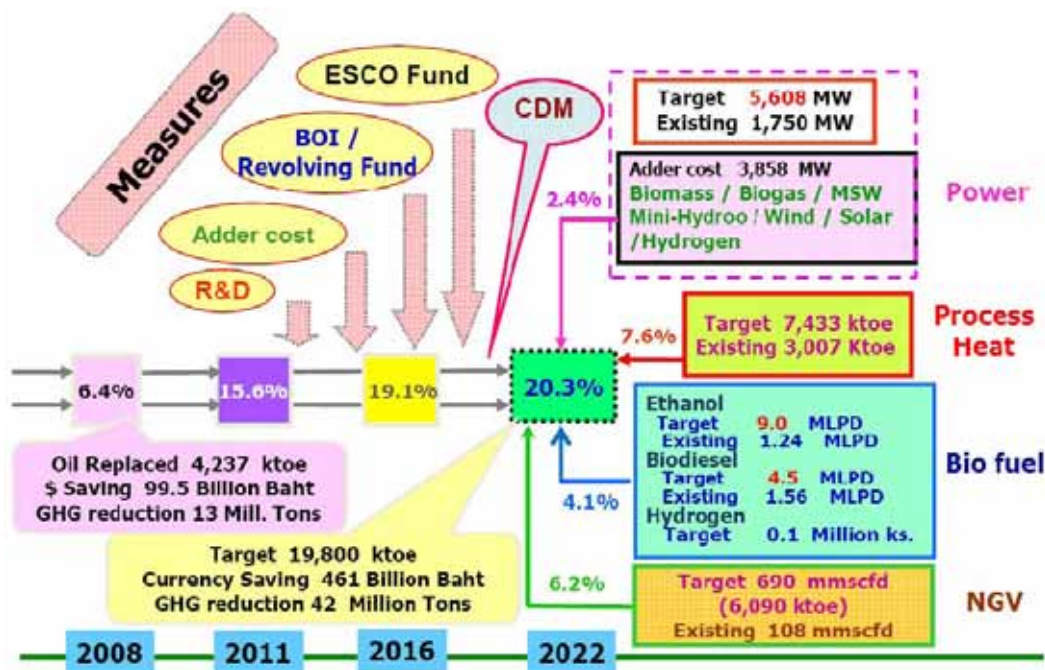 Measures
ESCO Fund
BOI /
Revolving Fund
Adder cost
R&D
CDM
Target 5,608 MW
Existing 1,750 MW
Adder cost 3,858 MW
Biomass / Biogas / MSW
Mini-Hydroo / Wind / Solar
/Hydrogen
Power
2.4%
Target 7,433 ktoe
Existing 3,007 Ktoe
Process
Heat
7.6%
6.4%
15.6%
19.1%
20.3%
Ethanol
Target 9.0 MLPD
Existing 1.24 MLPD
Biodiesel
Target 4.5 MLPD
Existing 1.56 MLPD
Hydrogen
Target 0.1 Million ks.
Bio fuel
4.1%
Oil Replaced 4,237 ktoe
$ Saving 99.5 Billion Baht
GHG reduction 13 Mill. Tons
Target 19,800 ktoe
Currency Saving 461 Billion Baht
GHG reduction 42 Million Tons
6.2%
Target 690 mmscfd
(6,090 ktoe)
Existing 108 mmscfd
NGV
2008
2011
2016
2022